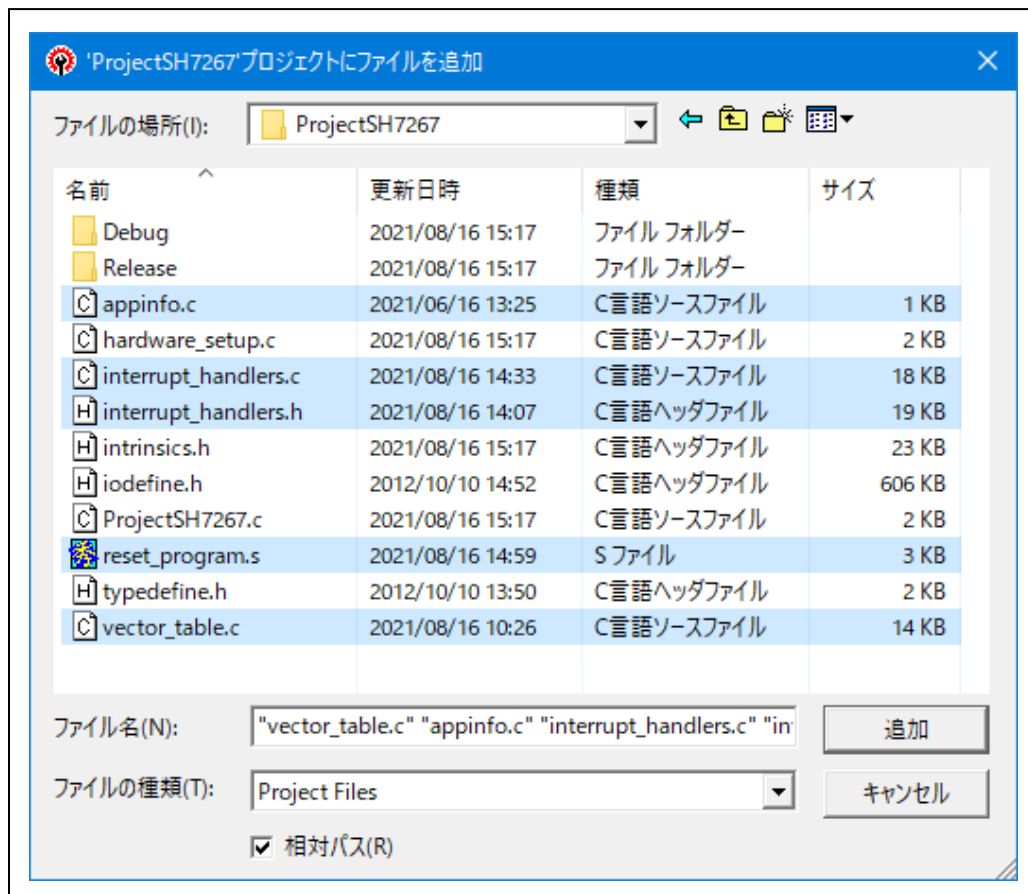 'ProjectSH7267'プロジェクトにファイルを追加
ファイルの場所(I): ProjectSH7267
名前 更新日時 種類 サイズ
Debug 2021/08/16 15:17 ファイル フォルダー
Release 2021/08/16 15:17 ファイル フォルダー
appinfo.c 2021/06/16 13:25 C言語ソースファイル 1 KB
hardware_setup.c 2021/08/16 15:17 C言語ソースファイル 2 KB
interrupt_handlers.c 2021/08/16 14:33 C言語ソースファイル 18 KB
interrupt_handlers.h 2021/08/16 14:07 C言語ヘッダファイル 19 KB
intrinsics.h 2021/08/16 15:17 C言語ヘッダファイル 23 KB
iodefine.h 2012/10/10 14:52 C言語ヘッダファイル 606 KB
ProjectSH7267.c 2021/08/16 15:17 C言語ソースファイル 2 KB
reset_program.s 2021/08/16 14:59 S ファイル 3 KB
typedefine.h 2012/10/10 13:50 C言語ヘッダファイル 2 KB
vector_table.c 2021/08/16 10:26 C言語ソースファイル 14 KB
ファイル名(N): "vector_table.c" "appinfo.c" "interrupt_handlers.c" "in 追加
ファイルの種類(T): Project Files キャンセル
相対パス(R)